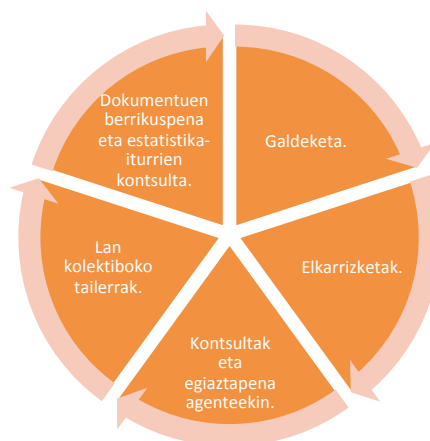 Dokumentuen
berrikuspena
eta estatistika-
iturrien
kontsulta.
Galdeketa.
Elkarrizketak.
Kontsultak
eta
egiaztapena
agenteekin.
Lan
kolektiboko
tailerrak.